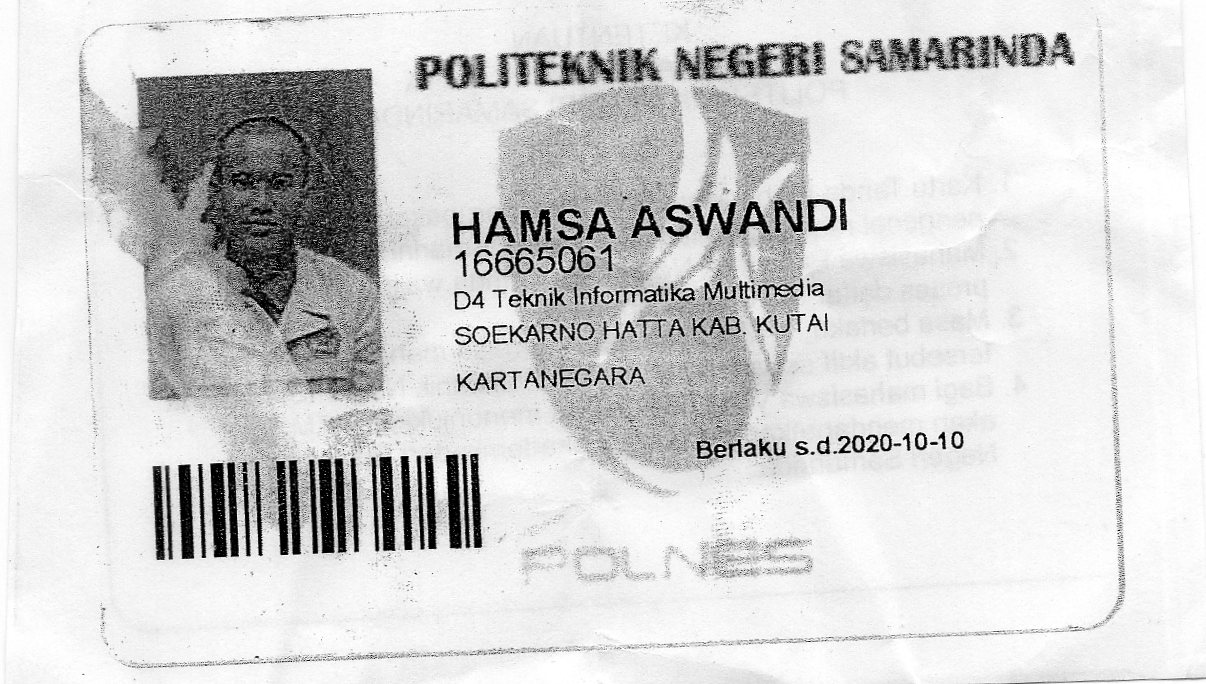 POLITEKNIK NEGERI SAMARINDA
HAMSA ASWANDI
16665061
D4 Teknik Informatika Multimedia
SOEKARNO HATTA KAB. KUTAI
KARTANEGARA
Berlaku s.d.2020-10-10
POLNES